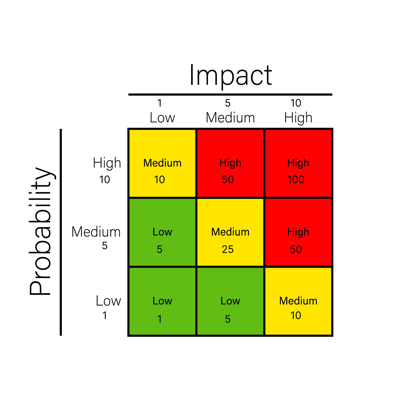 Impact
1 5 10
Low Medium High
Probability
High
10
Medium High High
10 50 100
Medium
5
Low Medium High
5 25 50
Low
1
Low Low Medium
1 5 10